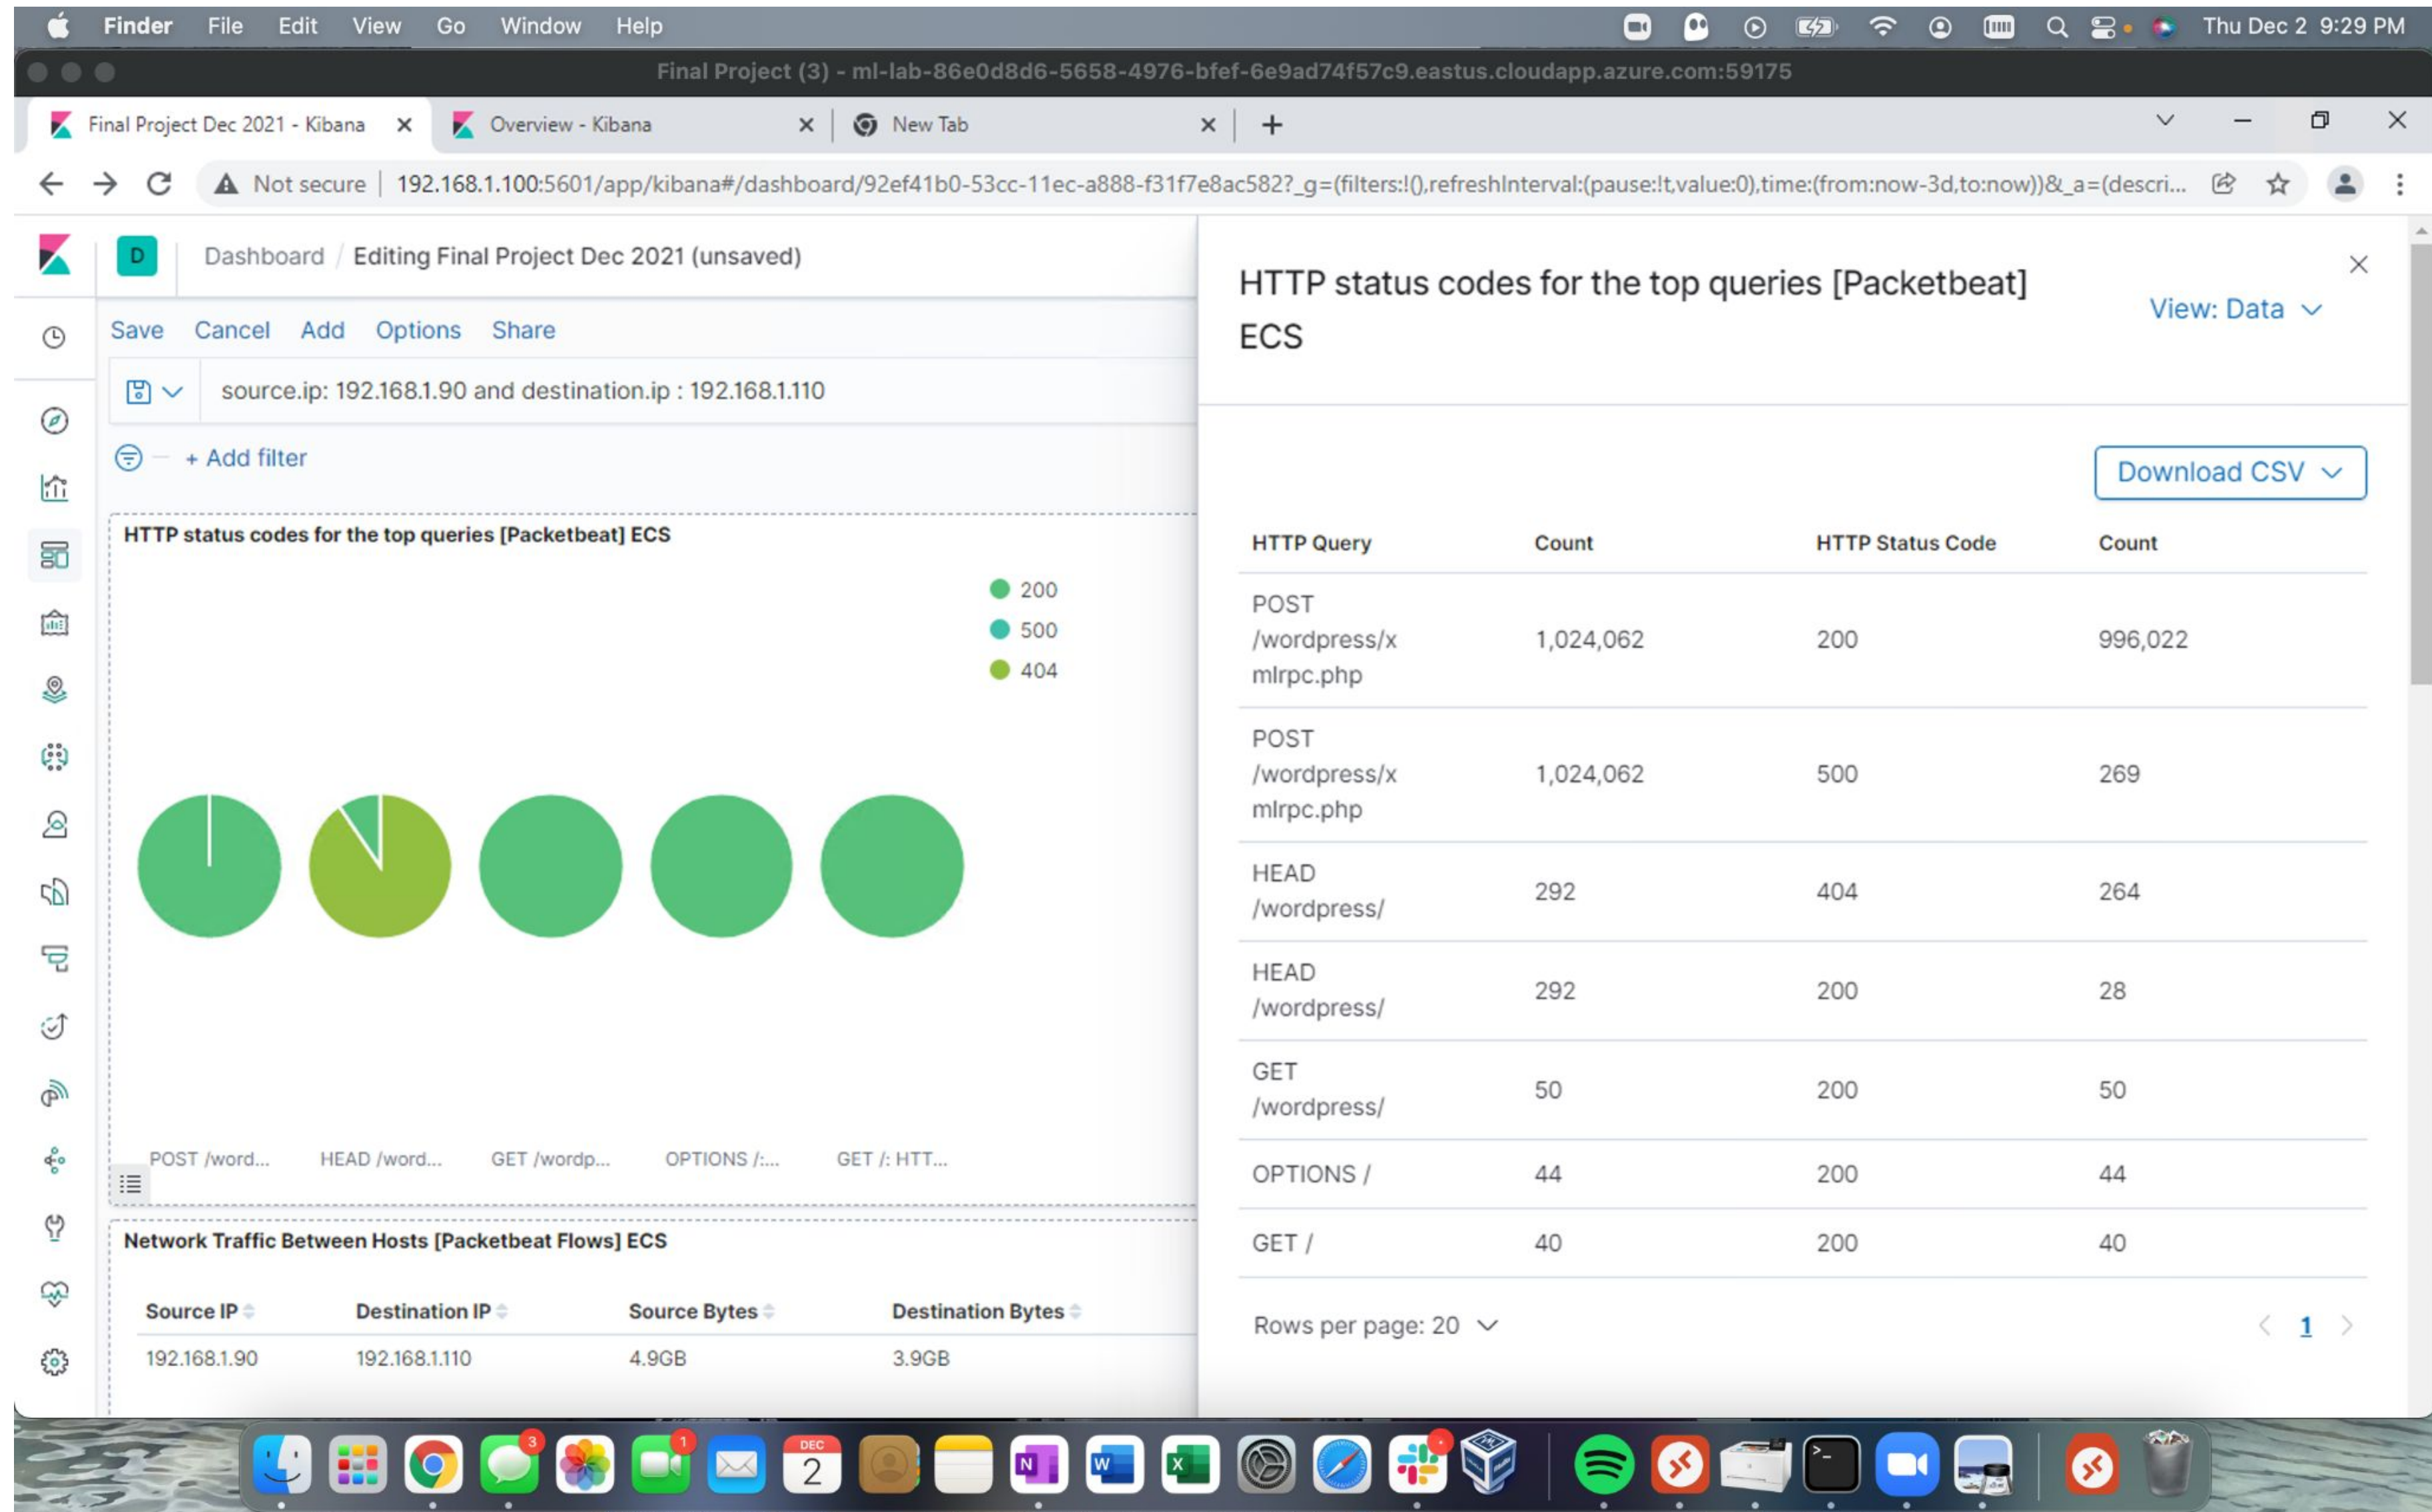 Finder File Edit View Go Window Help Thu Dec 2 9:29 PM
Final Project (3) - ml-lab-86e0d8d6-5658-4976-bfef-6e9ad74f57c9.eastus.cloudapp.azure.com:59175
Final Project Dec 2021 - Kibana Overview - Kibana New Tab
Not secure 192.168.1.100:5601/app/kibana#/dashboard/92ef41b0-53cc-11ec-a888-f31f7e8ac582?_g=(filters:!(),refreshInterval:(pause:!t,value:0),time:(from:now-3d,to:now))&_a=(descri...
D Dashboard / Editing Final Project Dec 2021 (unsaved)
Save Cancel Add Options Share
source.ip: 192.168.1.90 and destination.ip : 192.168.1.110
+ Add filter
HTTP status codes for the top queries [Packetbeat] ECS
200
500
404
POST /word... HEAD /word... GET /wordp... OPTIONS /:... GET /: HTT...
Network Traffic Between Hosts [Packetbeat Flows] ECS
Source IP Destination IP Source Bytes Destination Bytes
192.168.1.90 192.168.1.110 4.9GB 3.9GB
HTTP status codes for the top queries [Packetbeat]
ECS
View: Data
Download CSV
HTTP Query Count HTTP Status Code Count
POST
/wordpress/x 1,024,062 200 996,022
mlrpc.php
POST
/wordpress/x 1,024,062 500 269
mlrpc.php
HEAD
/wordpress/ 292 404 264
HEAD
/wordpress/ 292 200 28
GET
/wordpress/ 50 200 50
OPTIONS / 44 200 44
GET / 40 200 40
Rows per page: 20 1
3 1 DEC
2 N W X